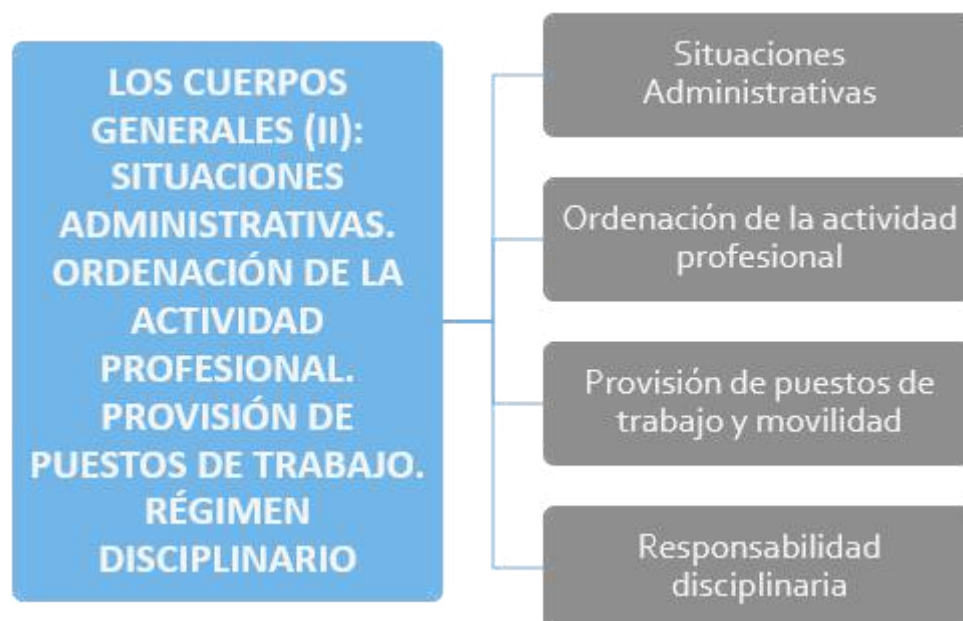 LOS CUERPOS
GENERALES (II):
SITUACIONES
ADMINISTRATIVAS.
ORDENACIÓN DE LA
ACTIVIDAD
PROFESIONAL.
PROVISIÓN DE
PUESTOS DE TRABAJO.
RÉGIMEN
DISCIPLINARIO
Situaciones
Administrativas
Ordenación de la actividad
profesional
Provisión de puestos de
trabajo y movilidad
Responsabilidad
disciplinaria